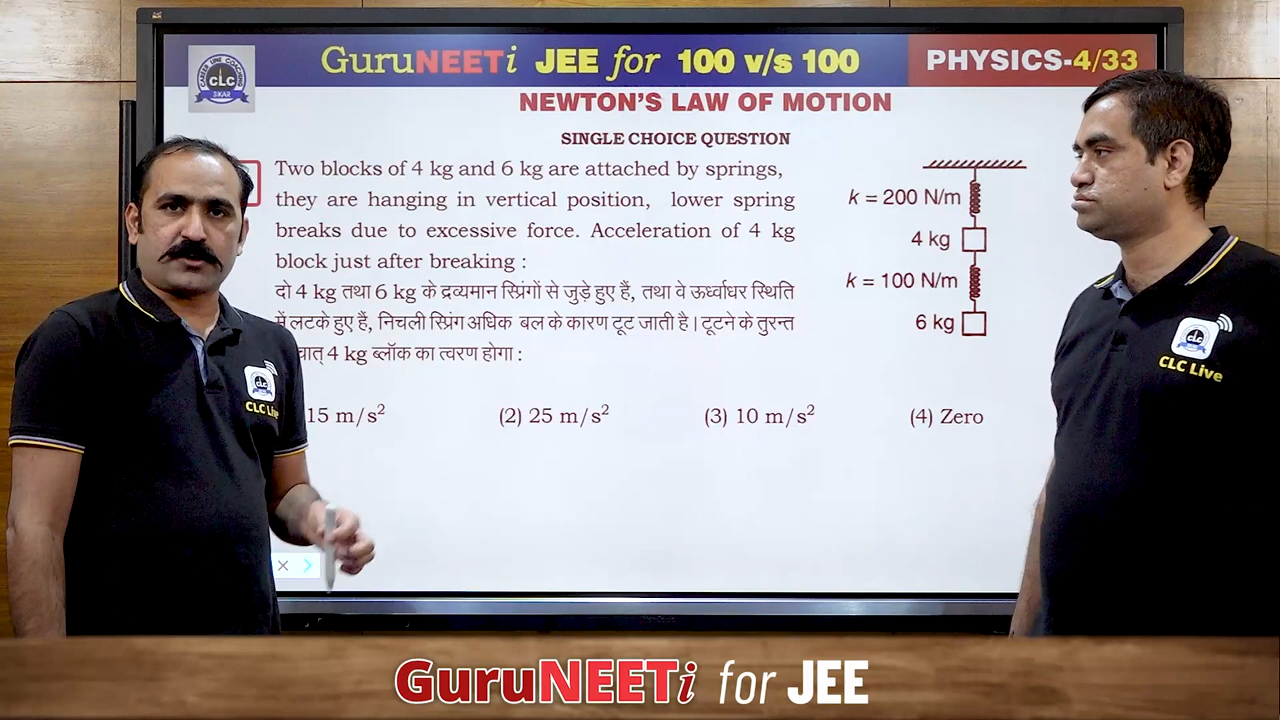 GuruNEETi JEE for 100 v/s 100
PHYSICS-4/33
CLC
SIKAR
NEWTON'S LAW OF MOTION
SINGLE CHOICE QUESTION
Two blocks of 4 kg and 6 kg are attached by springs,
they are hanging in vertical position, lower spring
breaks due to excessive force. Acceleration of 4 kg
block just after breaking :
दो 4 kg तथा 6 kg के द्रव्यमान स्प्रिंगों से जुड़े हुए हैं, तथा वे ऊर्ध्वाधर स्थिति
में लटके हुए हैं, निचली स्प्रिंग अधिक बल के कारण टूट जाती है। टूटने के तुरन्त
चात् 4 kg ब्लॉक का त्वरण होगा :
k = 200 N/m
4 kg
k = 100 N/m
6 kg
15 m/s² (2) 25 m/s² (3) 10 m/s² (4) Zero
CLC Live
CLC Live
GuruNEETi for JEE